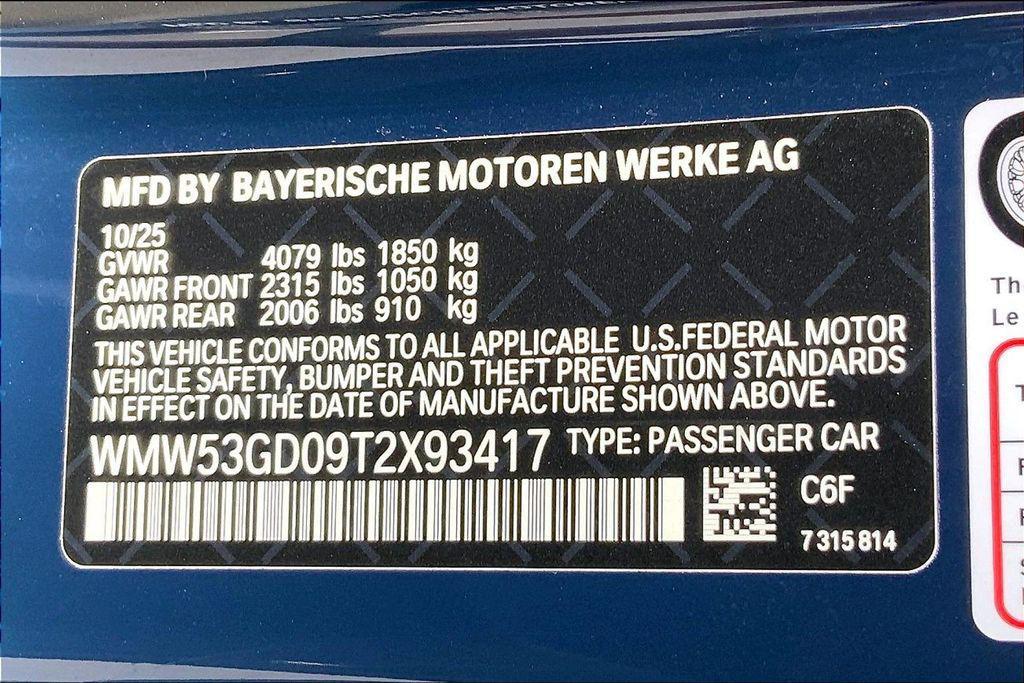 MFD BY BAYERISCHE MOTOREN WERKE AG
10/25
GVWR 4079 lbs 1850 kg
GAWR FRONT 2315 lbs 1050 kg
GAWR REAR 2006 lbs 910 kg
THIS VEHICLE CONFORMS TO ALL APPLICABLE U.S.FEDERAL MOTOR
VEHICLE SAFETY, BUMPER AND THEFT PREVENTION STANDARDS
IN EFFECT ON THE DATE OF MANUFACTURE SHOWN ABOVE.
WMW53GD09T2X93417 TYPE: PASSENGER CAR
C6F
7 315 814
Th
Le